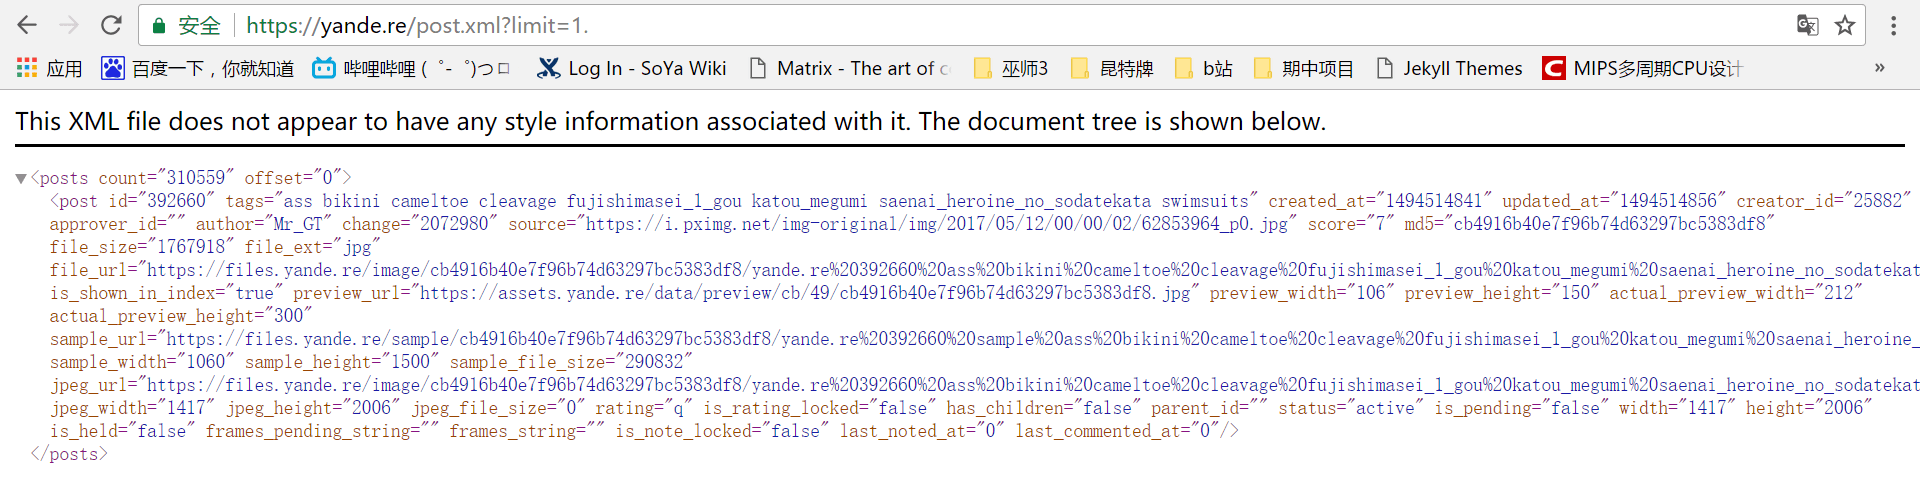 安全 https://yande.re/post.xml?limit=1.
应用 百度一下，你就知道 哔哩哔哩 ( ゜- ゜)つロ Log In - SoYa Wiki Matrix - The art of c 巫师3 昆特牌 b站 期中项目 Jekyll Themes MIPS多周期CPU设计 »
This XML file does not appear to have any style information associated with it. The document tree is shown below.
▼<posts count="310559" offset="0">
<post id="392660" tags="ass bikini cameltoe cleavage fujishimasei_1_gou katou_megumi saenai_heroine_no_sodatekata swimsuits" created_at="1494514841" updated_at="1494514856" creator_id="25882"
approver_id="" author="Mr_GT" change="2072980" source="https://i.pximg.net/img-original/img/2017/05/12/00/00/02/62853964_p0.jpg" score="7" md5="cb4916b40e7f96b74d63297bc5383df8"
file_size="1767918" file_ext="jpg"
file_url="https://files.yande.re/image/cb4916b40e7f96b74d63297bc5383df8/yande.re%20392660%20ass%20bikini%20cameltoe%20cleavage%20fujishimasei_1_gou%20katou_megumi%20saenai_heroine_no_sodatekat
is_shown_in_index="true" preview_url="https://assets.yande.re/data/preview/cb/49/cb4916b40e7f96b74d63297bc5383df8.jpg" preview_width="106" preview_height="150" actual_preview_width="212"
actual_preview_height="300"
sample_url="https://files.yande.re/sample/cb4916b40e7f96b74d63297bc5383df8/yande.re%20392660%20sample%20ass%20bikini%20cameltoe%20cleavage%20fujishimasei_1_gou%20katou_megumi%20saenai_heroine_
sample_width="1060" sample_height="1500" sample_file_size="290832"
jpeg_url="https://files.yande.re/image/cb4916b40e7f96b74d63297bc5383df8/yande.re%20392660%20ass%20bikini%20cameltoe%20cleavage%20fujishimasei_1_gou%20katou_megumi%20saenai_heroine_no_sodatekat
jpeg_width="1417" jpeg_height="2006" jpeg_file_size="0" rating="q" is_rating_locked="false" has_children="false" parent_id="" status="active" is_pending="false" width="1417" height="2006"
is_held="false" frames_pending_string="" frames_string="" is_note_locked="false" last_noted_at="0" last_commented_at="0"/>
</posts>